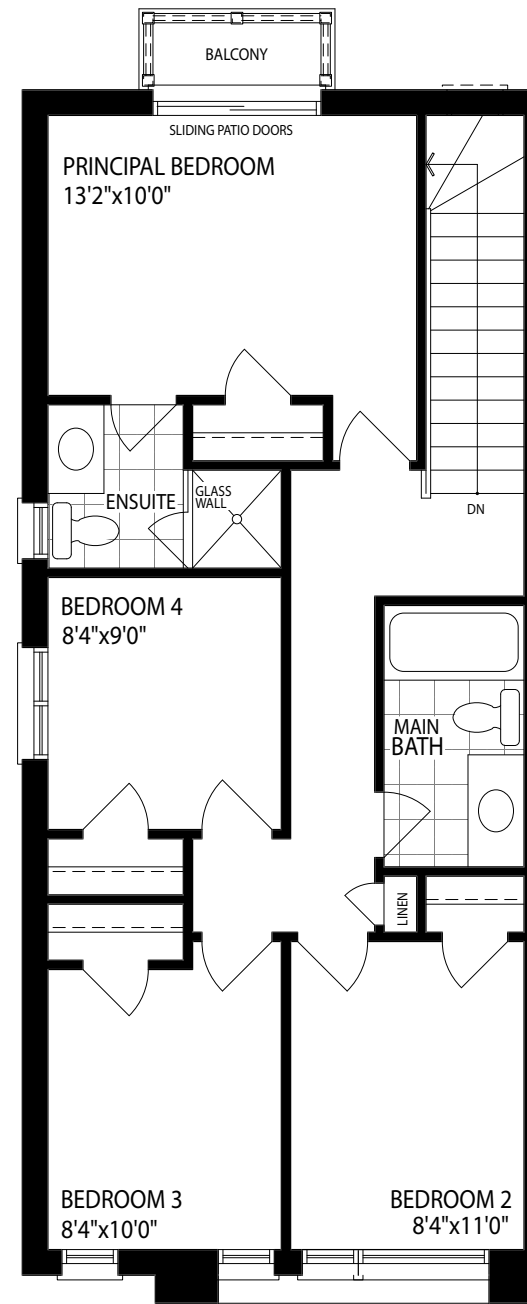 BALCONY
SLIDING PATIO DOORS
PRINCIPAL BEDROOM
13'2"x10'0"
ENSUITE
GLASS
WALL
DN
BEDROOM 4
8'4"x9'0"
MAIN
BATH
LINEN
BEDROOM 3
8'4"x10'0"
BEDROOM 2
8'4"x11'0"